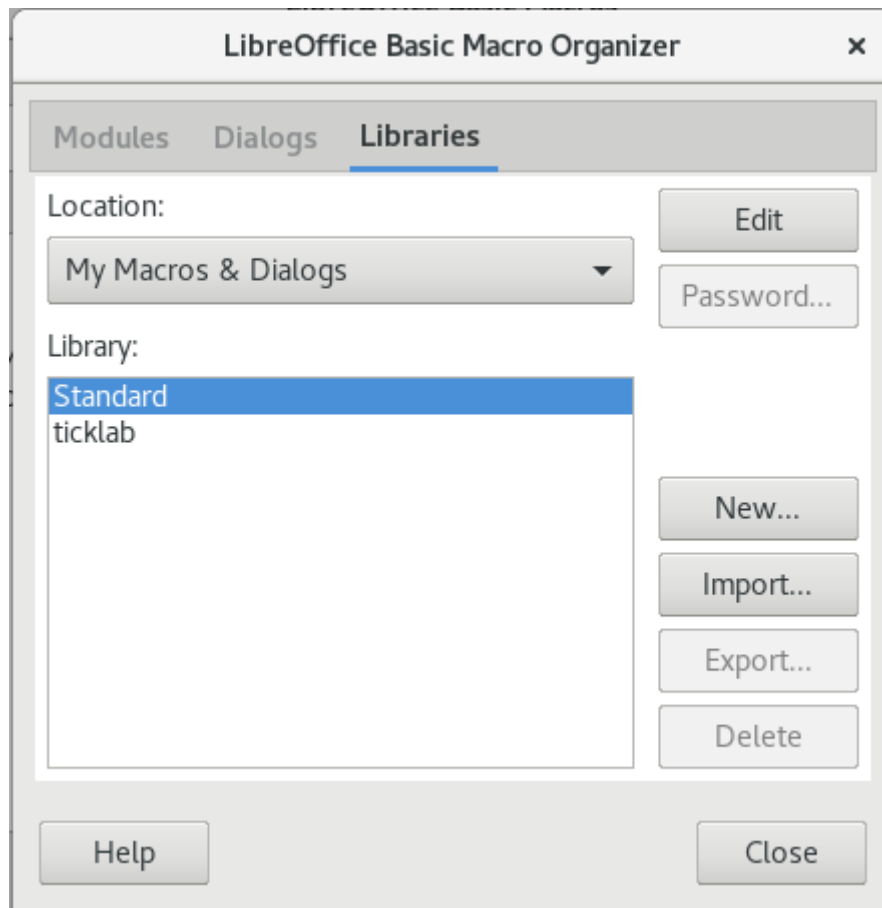 LibreOffice Basic Macro Organizer
Modules Dialogs Libraries
Location:
Edit
My Macros & Dialogs
Password...
Library:
Standard
ticklab
New...
Import...
Export...
Delete
Help
Close